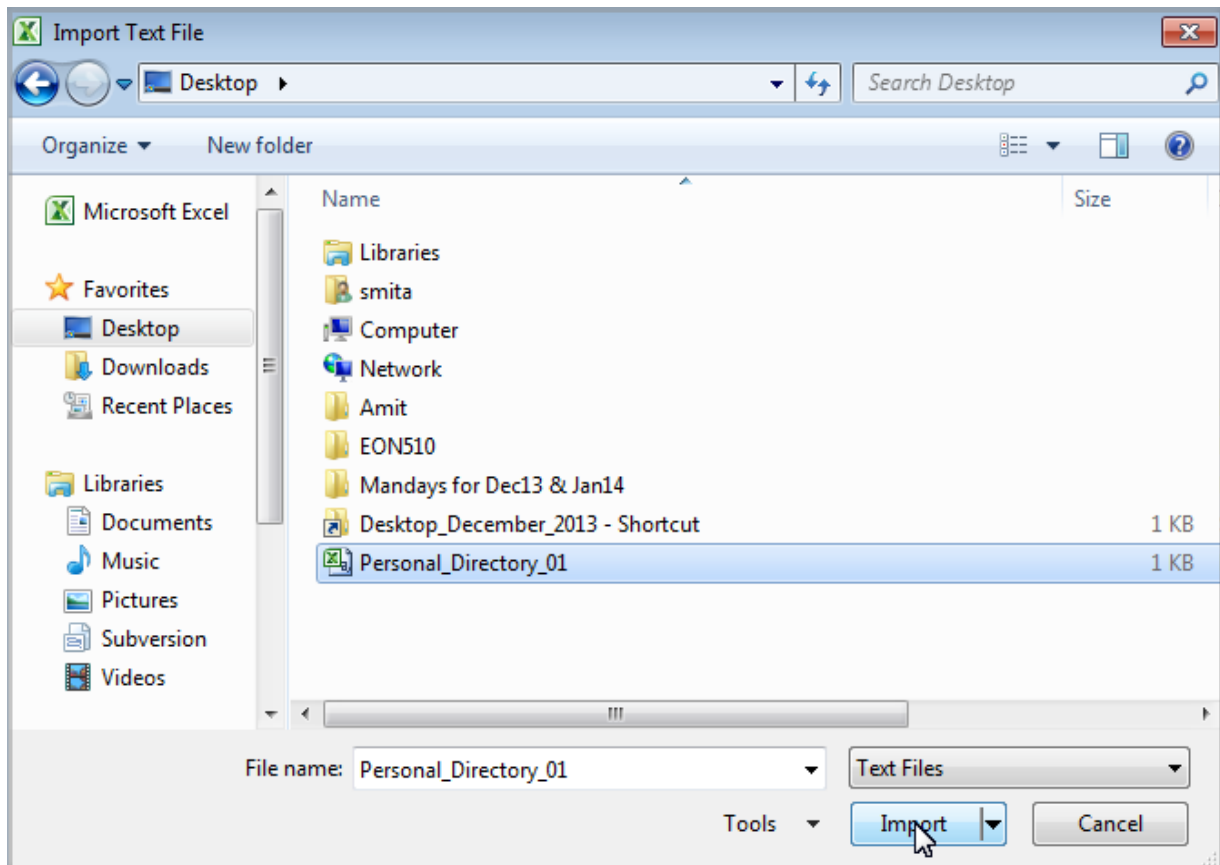 Import Text File
Desktop
Search Desktop
Organize
New folder
Microsoft Excel
Favorites
Desktop
Downloads
Recent Places
Libraries
Documents
Music
Pictures
Subversion
Videos
Name
Size
Libraries
smita
Computer
Network
Amit
EON510
Mandays for Dec13 & Jan14
Desktop_December_2013 - Shortcut
1 KB
Personal_Directory_01
1 KB
File name:
Personal_Directory_01
Text Files
Tools
Import
Cancel